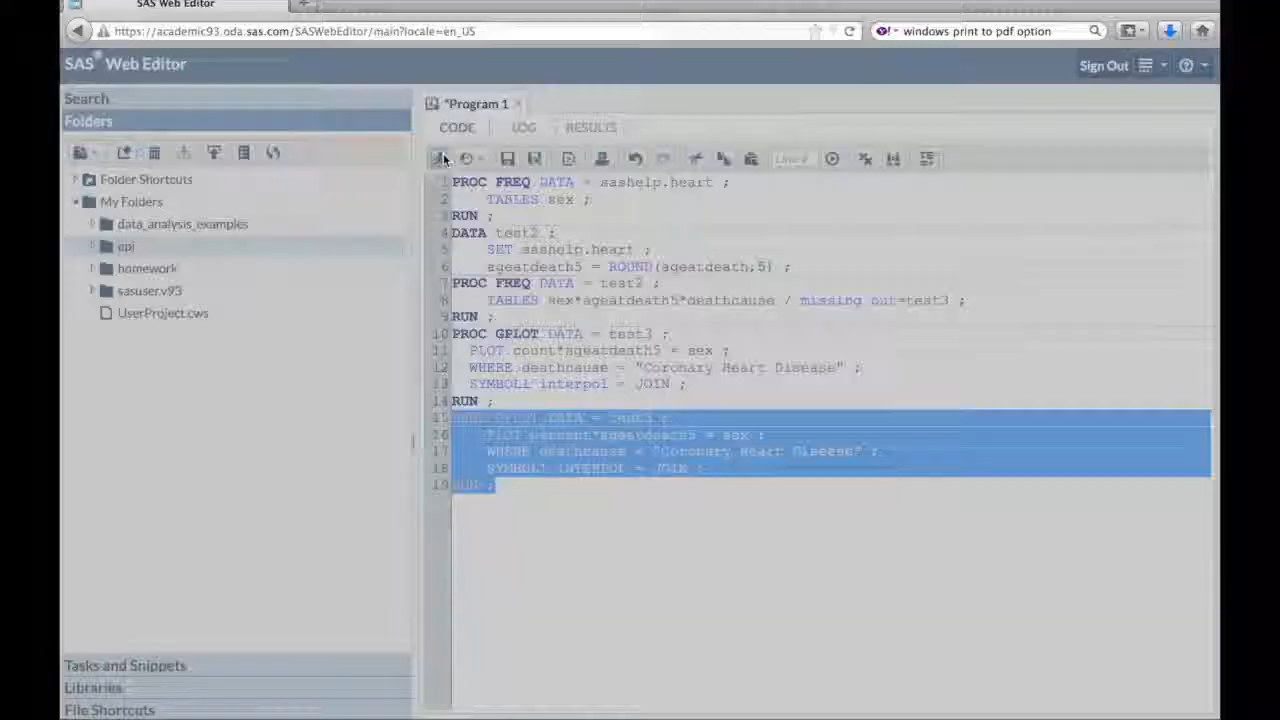 SAS Web Editor
https://academic93.oda.sas.com/SASWebEditor/main?locale=en_US
windows print to pdf option
SAS® Web Editor
Sign Out
Search
Folders
Folder Shortcuts
My Folders
data_analysis_examples
epi
homework
sasuser.v93
UserProject.cws
Tasks and Snippets
Libraries
File Shortcuts
*Program 1
CODE
LOG
RESULTS
Line #
1 PROC FREQ DATA = sashelp.heart ;
2 TABLES sex ;
3 RUN ;
4 DATA test2 ;
5 SET sashelp.heart ;
6 ageatdeath5 = ROUND(ageatdeath,5) ;
7 PROC FREQ DATA = test2 ;
8 TABLES sex*ageatdeath5*deathcause / missing out=test3 ;
9 RUN ;
10 PROC GPLOT DATA = test3 ;
11 PLOT count*ageatdeath5 = sex ;
12 WHERE deathcause = "Coronary Heart Disease" ;
13 SYMBOL1 interpol = JOIN ;
14 RUN ;
15 DATA = test3 ;
16 PLOT percent*ageatdeath5 = sex ;
17 WHERE deathcause = "Coronary Heart Disease" ;
18 SYMBOL1 INTERPOL = JOIN ;
19 RUN ;